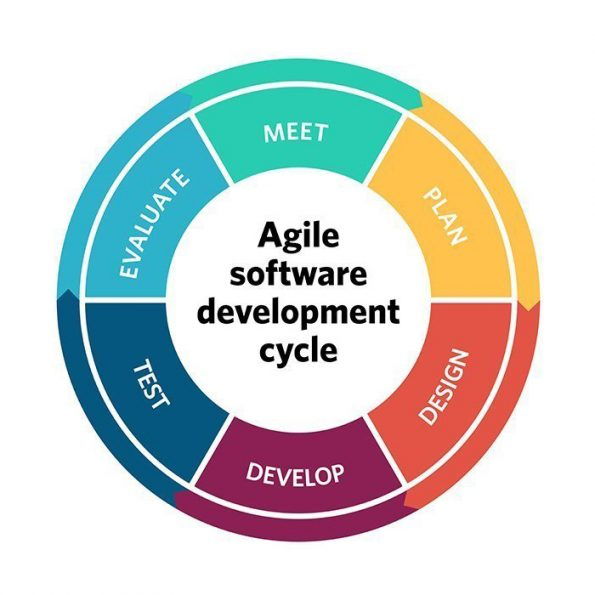 Agile
software
development
cycle
MEET
PLAN
DESIGN
DEVELOP
TEST
EVALUATE